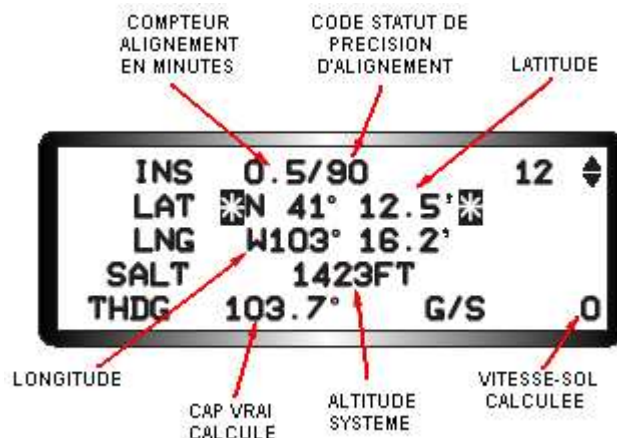 COMPTEUR
ALIGNEMENT
EN MINUTES
CODE STATUT DE
PRECISION
D'ALIGNEMENT
LATITUDE
INS 0.5/90 12
LAT *N 41° 12.5'*
LNG W103° 16.2'
SALT 1423FT
THDG 103.7° G/S 0
LONGITUDE
CAP VRAI
CALCULE
ALTITUDE
SYSTEME
VITESSE-SOL
CALCULEE